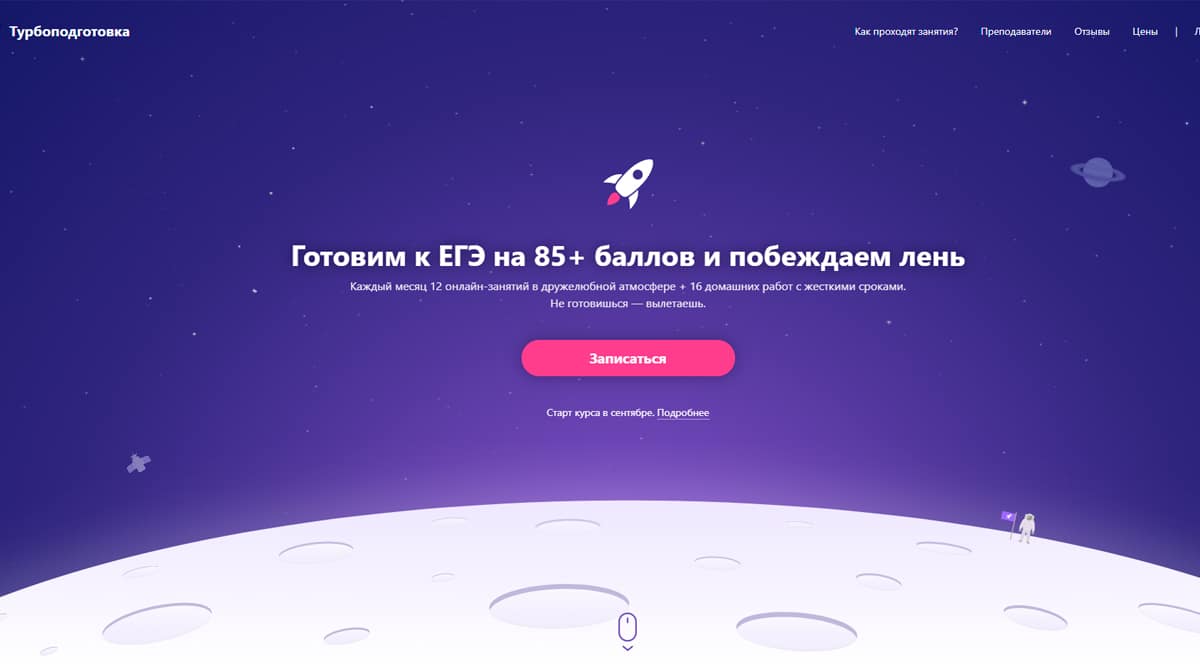 Турбоподготовка
Как проходят занятия? Преподаватели Отзывы Цены |
Готовим к ЕГЭ на 85+ баллов и побеждаем лень
Каждый месяц 12 онлайн-занятий в дружелюбной атмосфере + 16 домашних работ с жесткими сроками.
Не готовишься — вылетаешь.
Записаться
Старт курса в сентябре. Подробнее